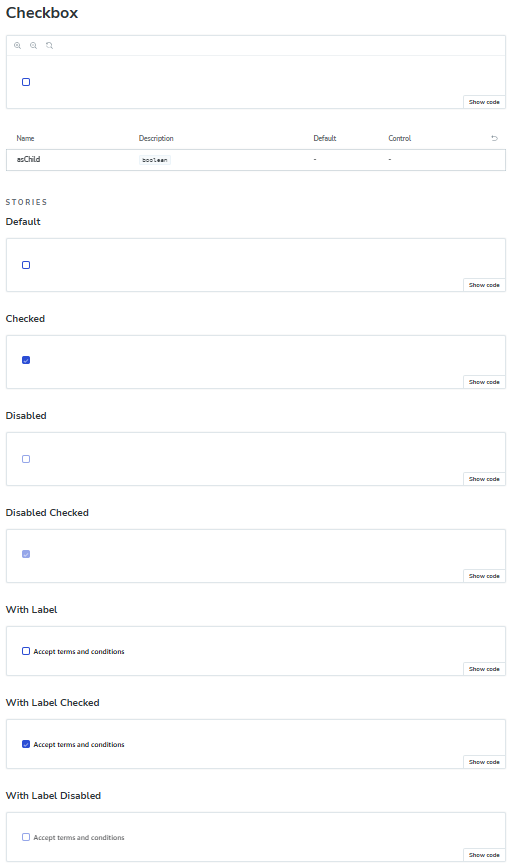 Checkbox
Show code
Name Description Default Control
asChild boolean - -
STORIES
Default
Show code
Checked
Show code
Disabled
Show code
Disabled Checked
Show code
With Label
Accept terms and conditions
Show code
With Label Checked
Accept terms and conditions
Show code
With Label Disabled
Accept terms and conditions
Show code